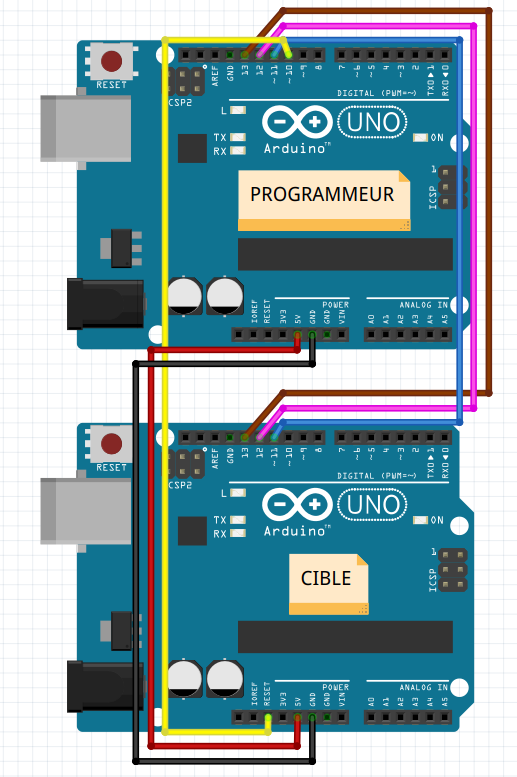 RESET
CSP2
AREF
GND
13
12
~11
~10
~9
8
7
~6
~5
4
~3
2
TXO▶1
RXO◀0
DIGITAL (PWM=~)
L
TX
RX
Arduino™
UNO
ON
1
ICSP
PROGRAMMEUR
IOREF
RESET
3V3
5V
GND
GND
VIN
POWER
ANALOG IN
A0
A1
A2
A3
A4
A5
RESET
CSP2
AREF
GND
13
12
~11
~10
~9
8
7
~6
~5
4
~3
2
TXO▶1
RXO◀0
DIGITAL (PWM=~)
L
TX
RX
Arduino™
UNO
ON
1
ICSP
CIBLE
IOREF
RESET
3V3
5V
GND
GND
VIN
POWER
ANALOG IN
A0
A1
A2
A3
A4
A5